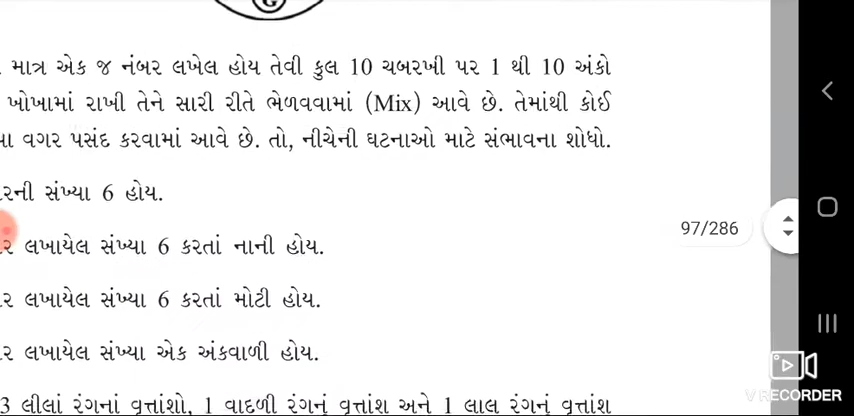 G
માત્ર એક જ નંબર લખેલ હોય તેવી કુલ 10 ચબરખી પર 1 થી 10 અંકો
ખોખામાં રાખી તેને સારી રીતે ભેળવવામાં (Mix) આવે છે. તેમાંથી કોઈ
વગર પસંદ કરવામાં આવે છે. તો, નીચેની ઘટનાઓ માટે સંભાવના શોધો.
સંખ્યા 6 હોય.
લખાયેલ સંખ્યા 6 કરતાં નાની હોય.
97/286
લખાયેલ સંખ્યા 6 કરતાં મોટી હોય.
લખાયેલ સંખ્યા એક અંકવાળી હોય.
V RECORDER
3 લીલાં રંગનાં વૃત્તાંશો, 1 વાદળી રંગનું વૃત્તાંશ અને 1 લાલ રંગનું વૃત્તાંશ